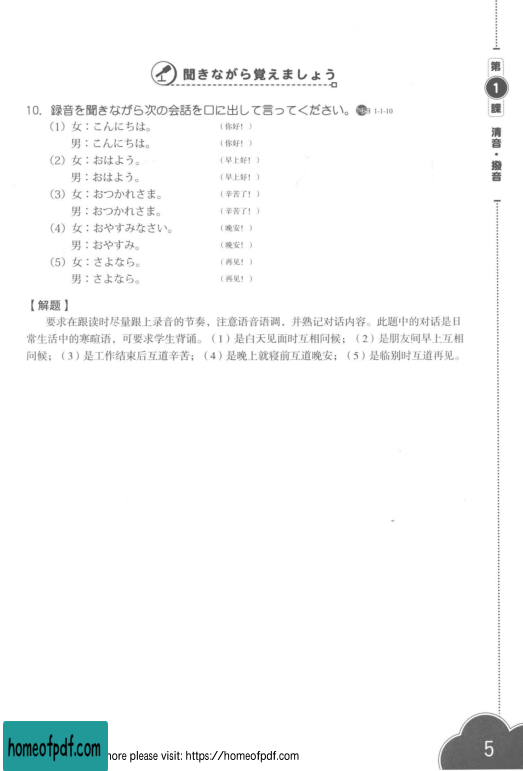 聞きながら覚えましょう
10. 録音を聞きながら次の会話を口に出して言ってください。 1-1-10
(1) 女：こんにちは。 （你好！）
男：こんにちは。 （你好！）
(2) 女：おはよう。 （早上好！）
男：おはよう。 （早上好！）
(3) 女：おつかれさま。 （辛苦了！）
男：おつかれさま。 （辛苦了！）
(4) 女：おやすみなさい。 （晚安！）
男：おやすみ。 （晚安！）
(5) 女：さよなら。 （再见！）
男：さよなら。 （再见！）
【解题】
要求在跟读时尽量跟上录音的节奏，注意语音语调，并熟记对话内容。此题中的对话是日
常生活中的寒暄语，可要求学生背诵。（1）是白天见面时互相问候；（2）是朋友间早上互相
问候；（3）是工作结束后互道辛苦；（4）是晚上就寝前互道晚安；（5）是临别时互道再见。
第
1
課
清音・撥音
5
homeofpdf.com
more please visit: https://homeofpdf.com